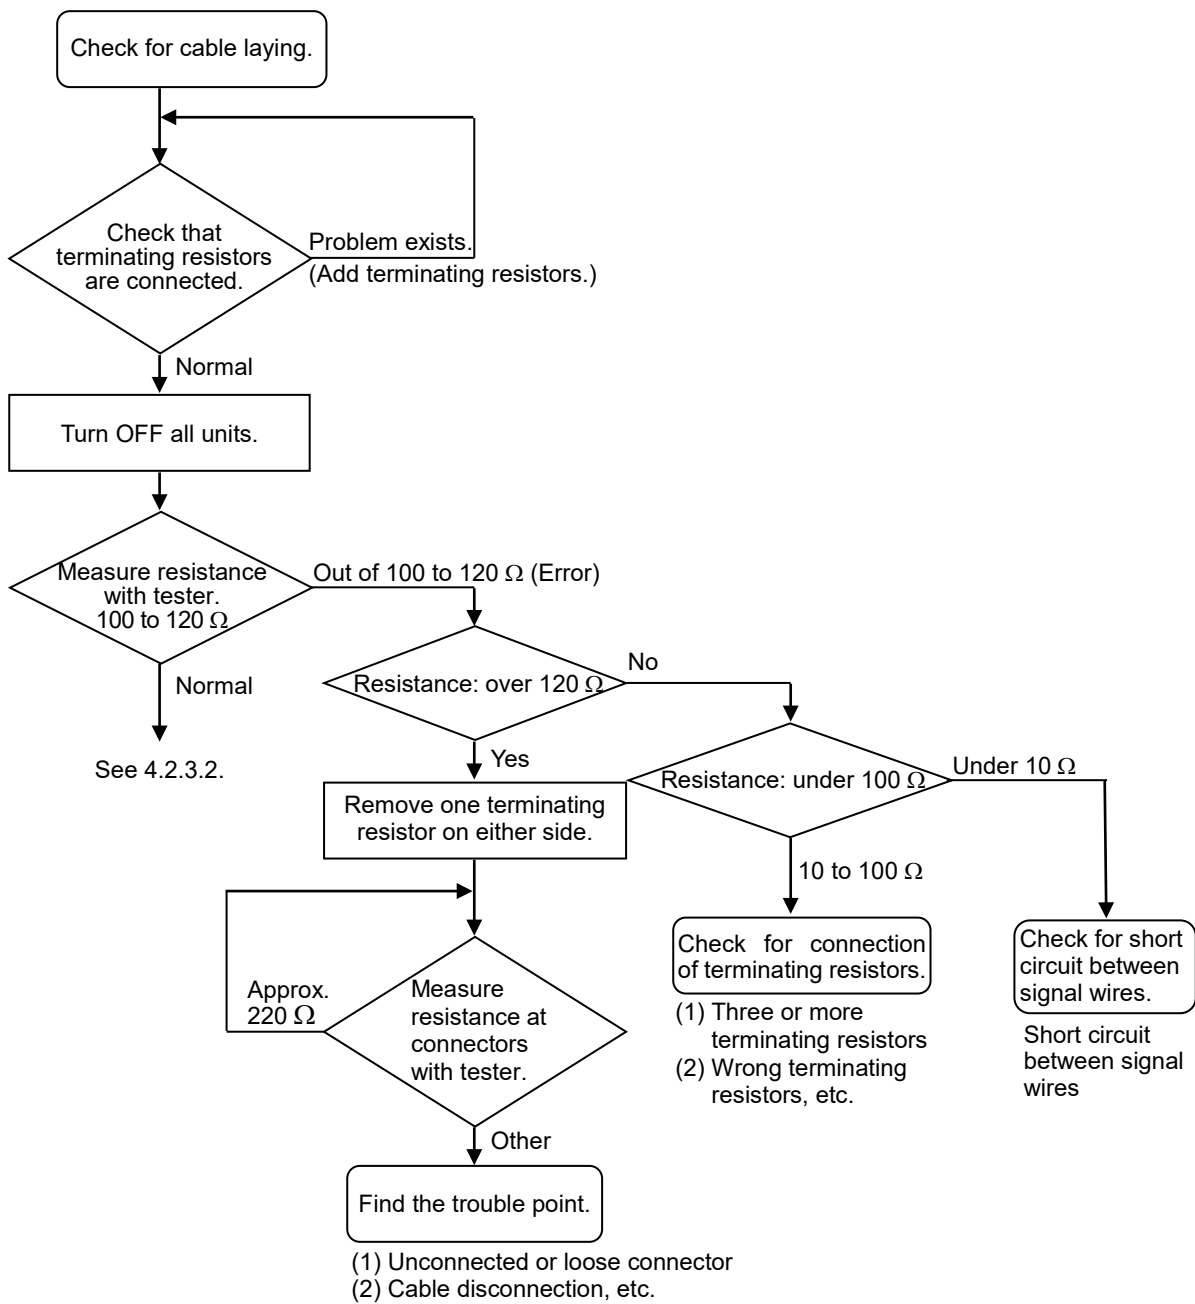 Check for cable laying.
Check that
terminating resistors
are connected.
Problem exists.
(Add terminating resistors.)
Normal
Turn OFF all units.
Measure resistance
with tester.
100 to 120 Ω
Out of 100 to 120 Ω (Error)
Normal
See 4.2.3.2.
Resistance: over 120 Ω
No
Yes
Remove one terminating
resistor on either side.
Resistance: under 100 Ω
Under 10 Ω
10 to 100 Ω
Check for connection
of terminating resistors.
(1) Three or more
terminating resistors
(2) Wrong terminating
resistors, etc.
Check for short
circuit between
signal wires.
Short circuit
between signal
wires
Approx.
220 Ω
Measure
resistance at
connectors
with tester.
Other
Find the trouble point.
(1) Unconnected or loose connector
(2) Cable disconnection, etc.